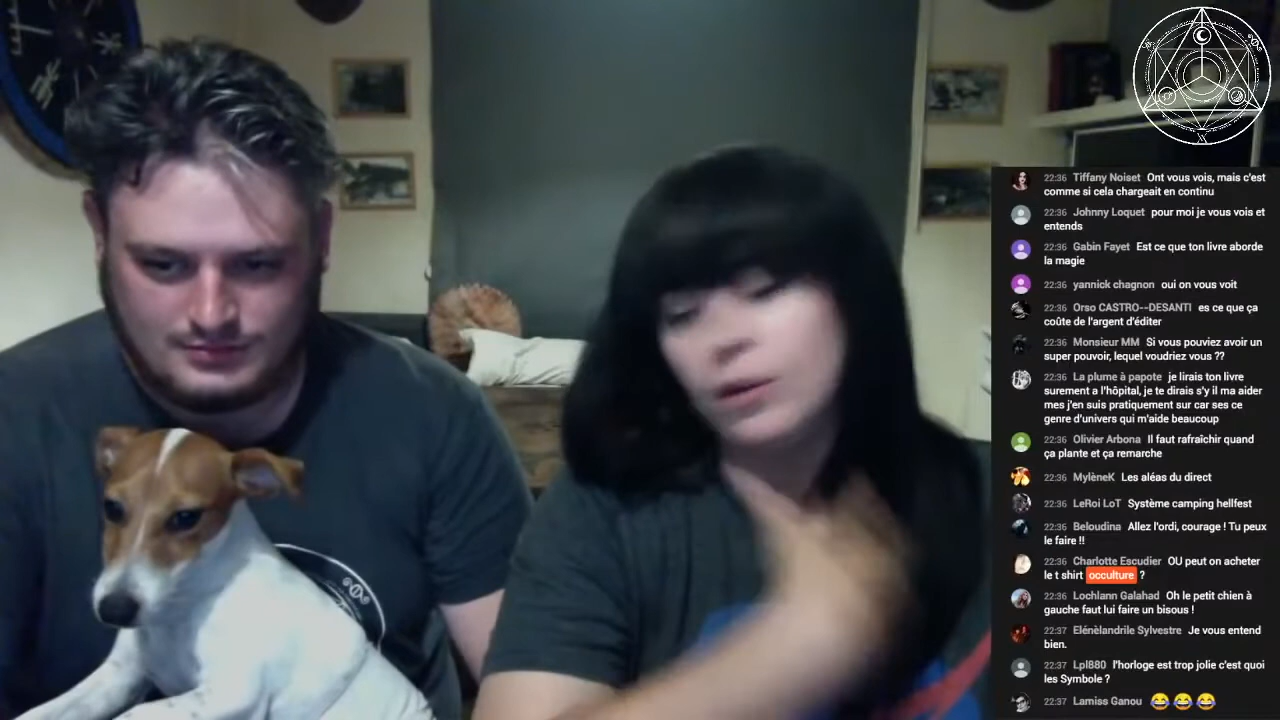 22:36 Tiffany Noiset Ont vous vois, mais c'est
comme si cela chargeait en continu
22:36 Johnny Loquet pour moi je vous vois et
entends
22:36 Gabin Fayet Est ce que ton livre aborde
la magie
22:36 yannick chagnon oui on vous voit
22:36 Orso CASTRO--DESANTI es ce que ça
coûte de l'argent d'éditer
22:36 Monsieur MM Si vous pouviez avoir un
super pouvoir, lequel voudriez vous ??
22:36 La plume à papote je lirais ton livre
surement a l'hôpital, je te dirais s'y il ma aider
mes j'en suis pratiquement sur car ses ce
genre d'univers qui m'aide beaucoup
22:36 Olivier Arbona Il faut rafraîchir quand
ça plante et ça remarche
22:36 MylèneK Les aléas du direct
22:36 LeRoi LoT Système camping hellfest
22:36 Beloudina Allez l'ordi, courage ! Tu peux
le faire !!
22:36 Charlotte Escudier OU peut on acheter
le t shirt occulture ?
22:36 Lochlann Galahad Oh le petit chien à
gauche faut lui faire un bisous !
22:37 Elénèlandrile Sylvestre Je vous entend
bien.
22:37 Lpl880 l'horloge est trop jolie c'est quoi
les Symbole ?
22:37 Lamiss Ganou 😂 😂 😂